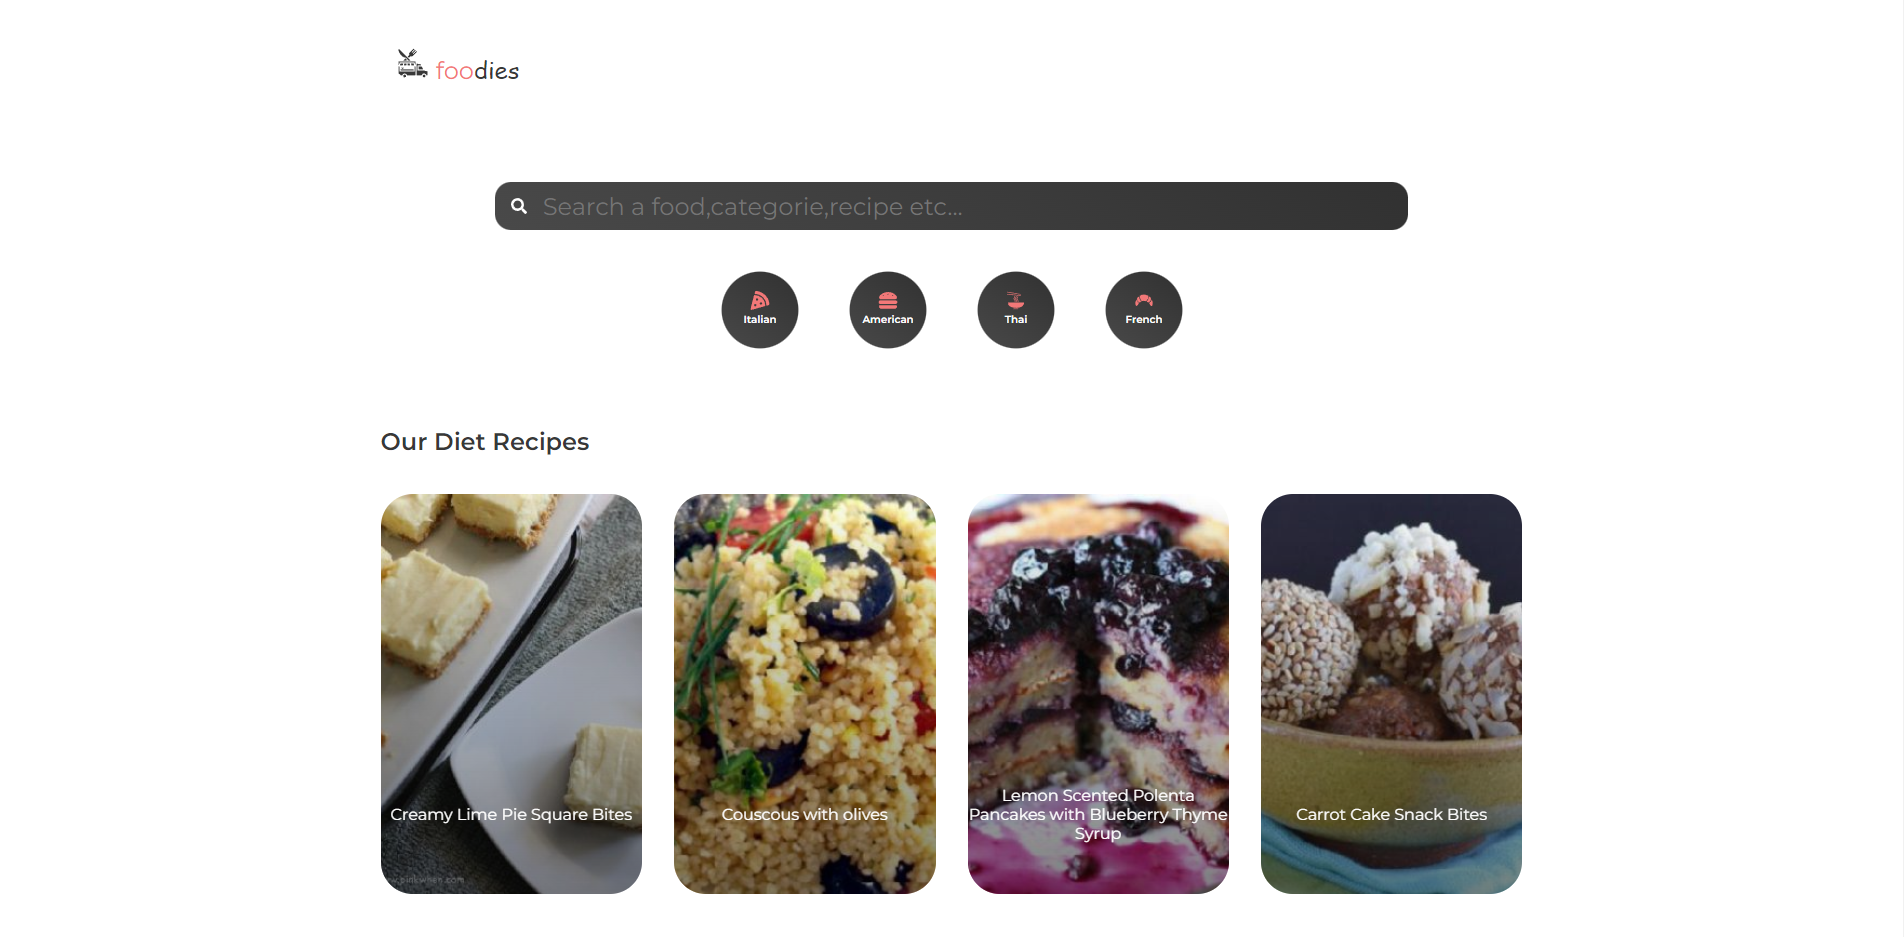 foodies
Search a food,categorie,recipe etc...
Italian
American
Thai
French
Our Diet Recipes
Creamy Lime Pie Square Bites
Couscous with olives
Lemon Scented Polenta
Pancakes with Blueberry Thyme
Syrup
Carrot Cake Snack Bites